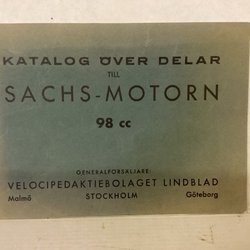 KATALOG ÖVER DELAR
TILL
SACHS-MOTORN
98 cc
GENERALFÖRSÄLJARE:
VELOCIPEDAKTIEBOLAGET LINDBLAD
Malmö STOCKHOLM Göteborg